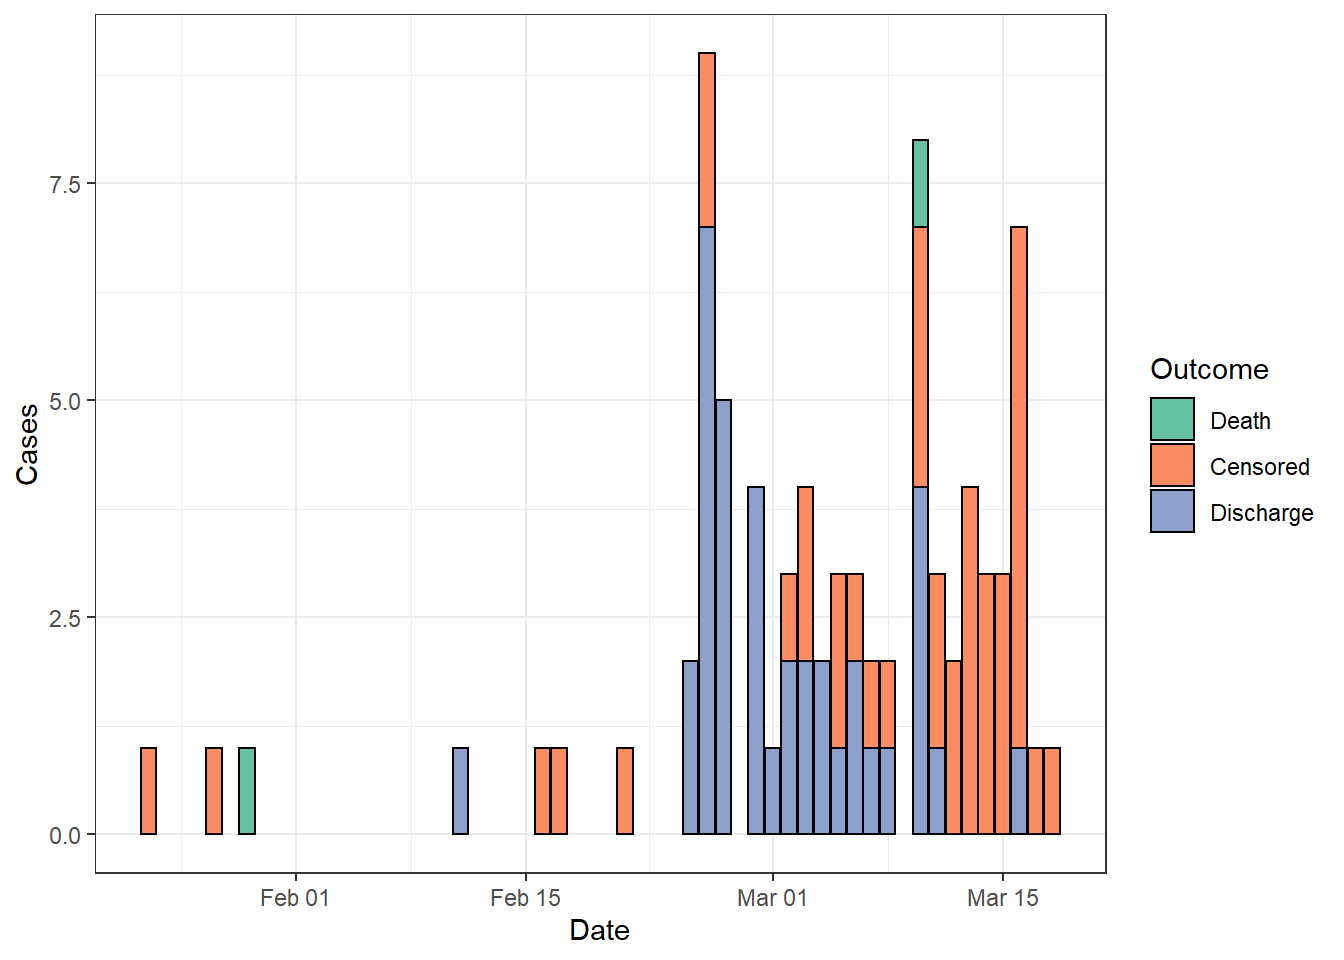 7.5
5.0
2.5
0.0
Cases
Feb 01
Feb 15
Mar 01
Mar 15
Date
Outcome
Death
Censored
Discharge